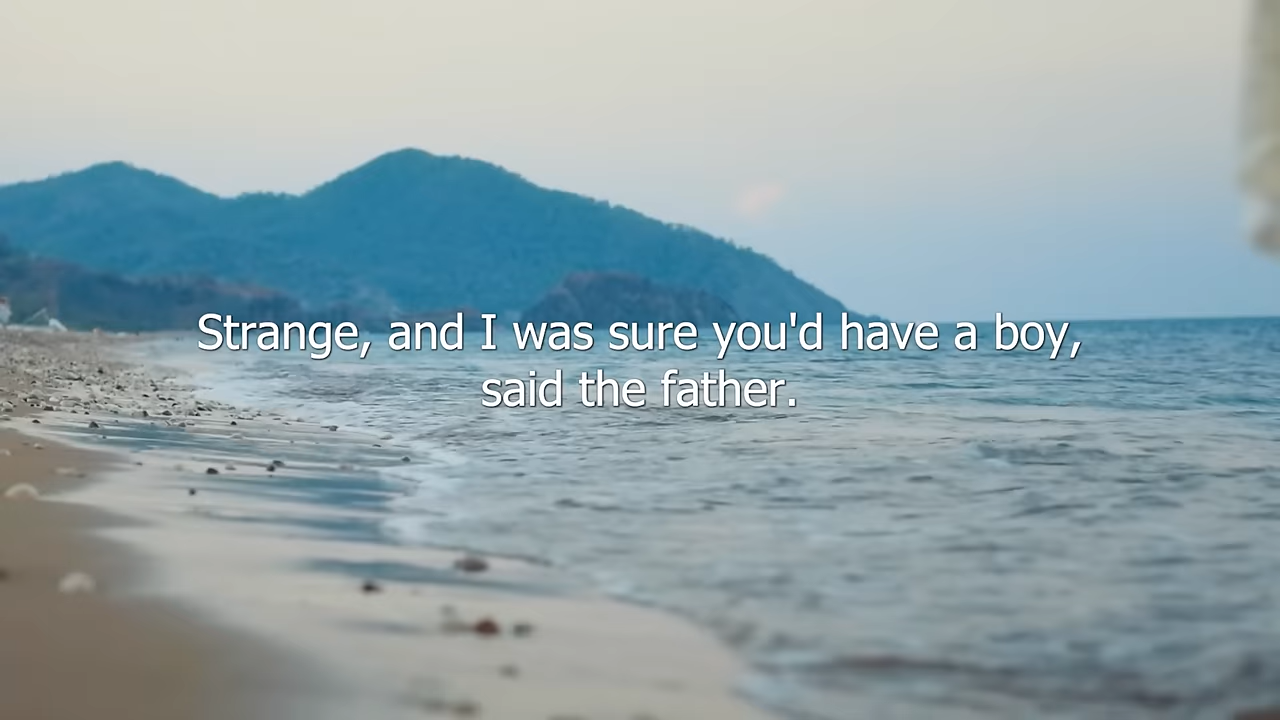 Strange, and I was sure you'd have a boy,
said the father.